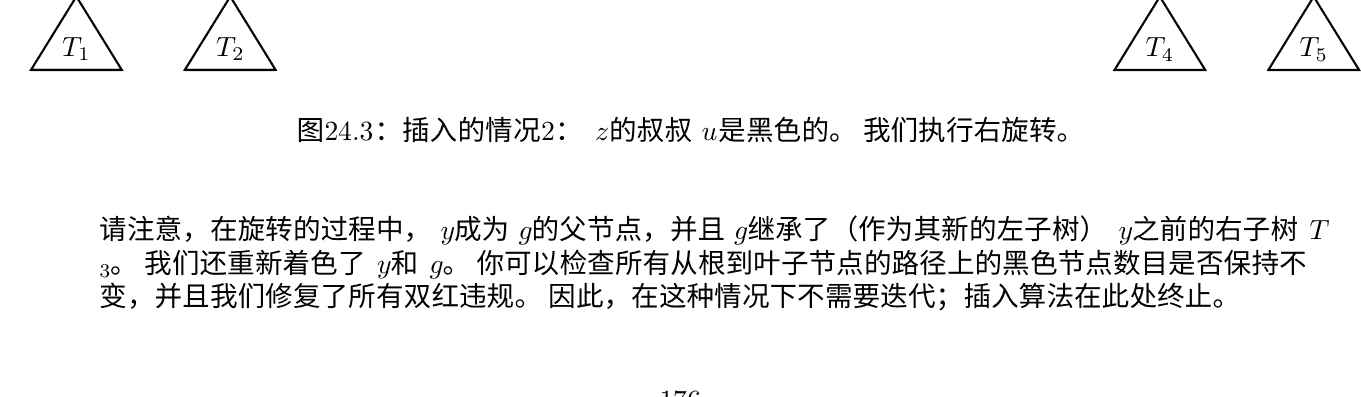 T1 T2 T4 T5
图24.3：插入的情况2： z的叔叔 u是黑色的。 我们执行右旋转。
请注意，在旋转的过程中， y成为 g的父节点，并且 g继承了（作为其新的左子树） y之前的右子树 T
3。 我们还重新着色了 y和 g。 你可以检查所有从根到叶子节点的路径上的黑色节点数目是否保持不
变，并且我们修复了所有双红违规。 因此，在这种情况下不需要迭代；插入算法在此处终止。
176